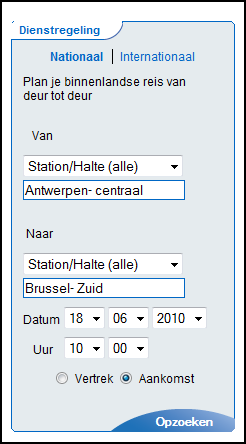 Dienstregeling
Nationaal | Internationaal
Plan je binnenlandse reis van
deur tot deur
Van
Station/Halte (alle)
Antwerpen- centraal
Naar
Station/Halte (alle)
Brussel- Zuid
Datum 18 06 2010
Uur 10 00
Vertrek Aankomst
Opzoeken